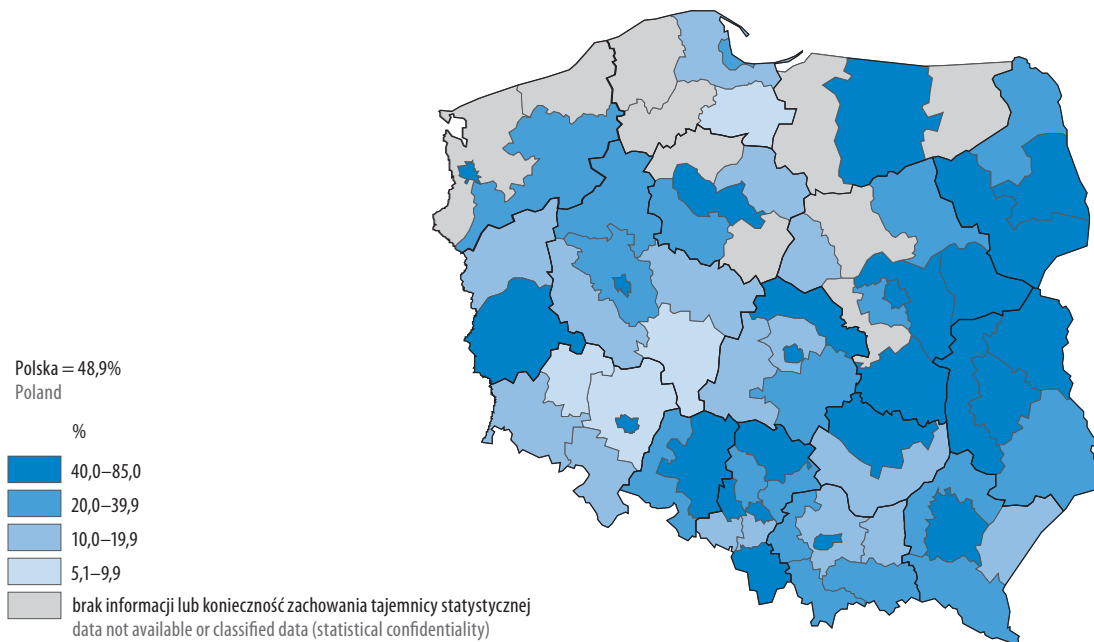 Polska = 48,9%
Poland
%
40,0–85,0
20,0–39,9
10,0–19,9
5,1–9,9
brak informacji lub konieczność zachowania tajemnicy statystycznej
data not available or classified data (statistical confidentiality)